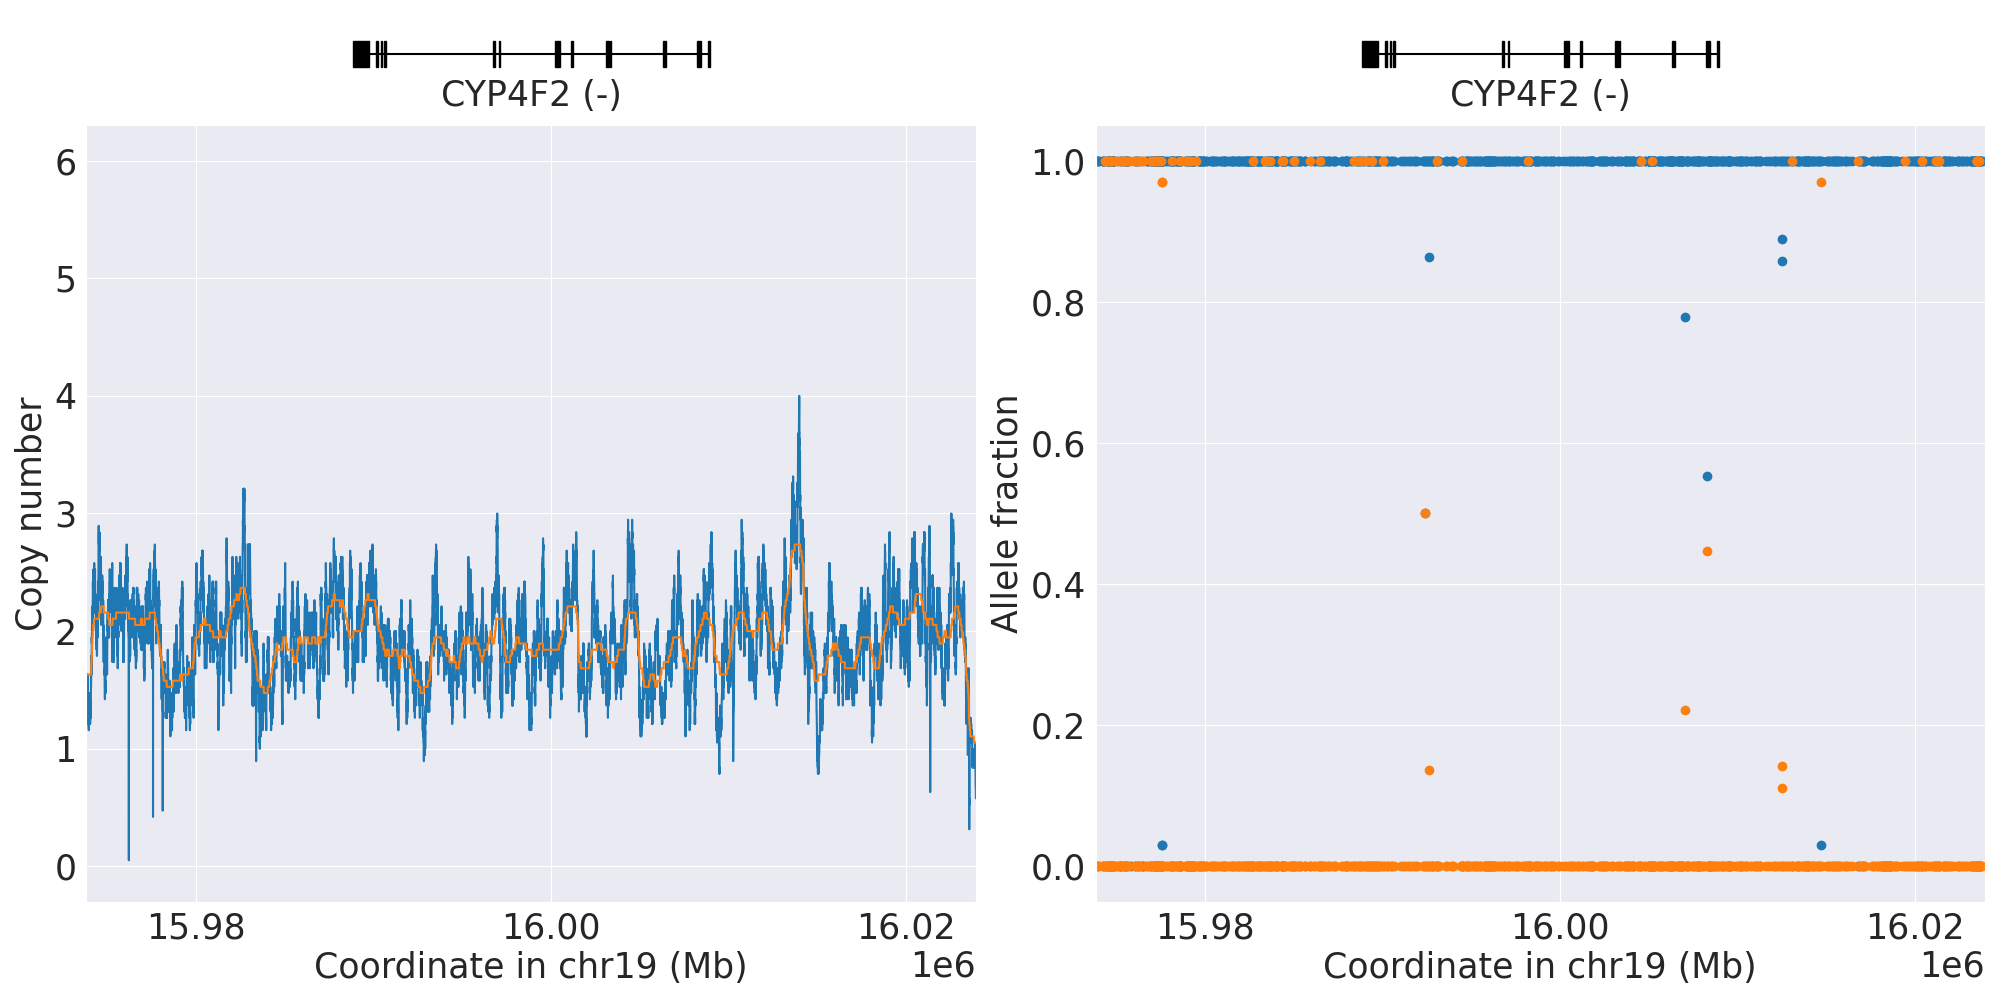 CYP4F2 (-)
6
5
4
3
2
1
0
Copy number
15.98
16.00
16.02
Coordinate in chr19 (Mb)
1e6
CYP4F2 (-)
1.0
0.8
0.6
0.4
0.2
0.0
Allele fraction
15.98
16.00
16.02
Coordinate in chr19 (Mb)
1e6